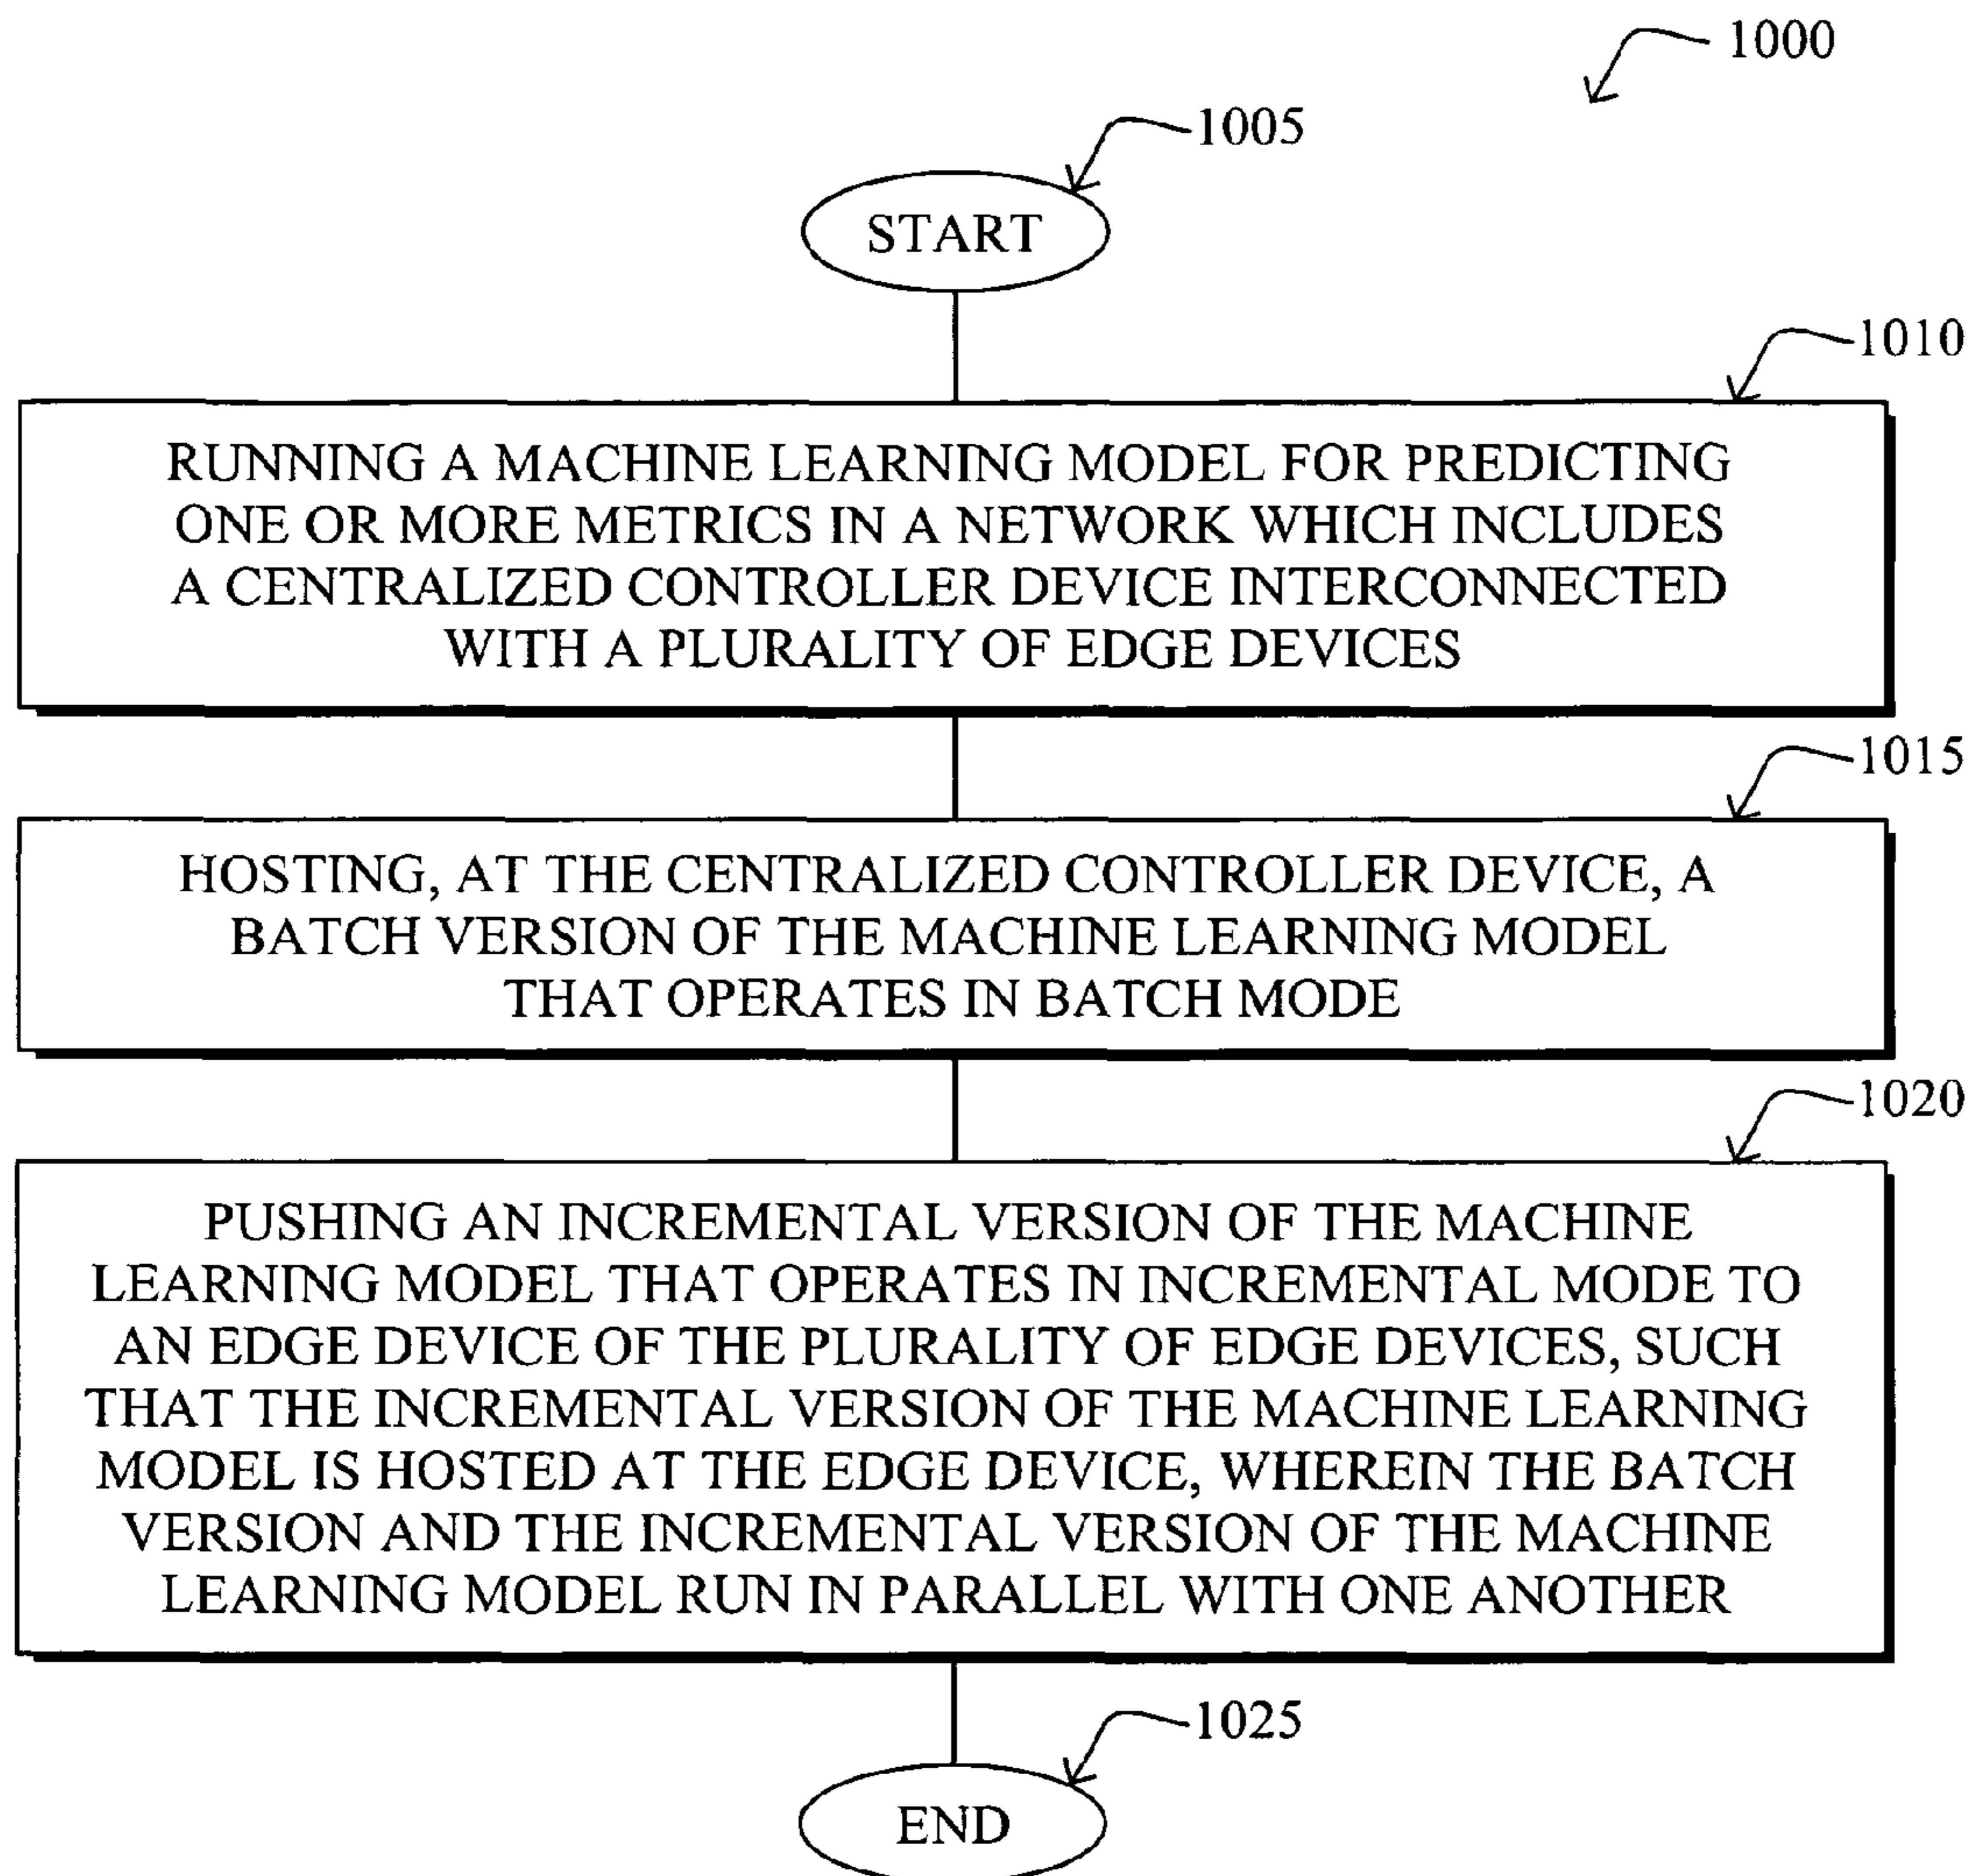 1000
1005
START
1010
RUNNING A MACHINE LEARNING MODEL FOR PREDICTING
ONE OR MORE METRICS IN A NETWORK WHICH INCLUDES
A CENTRALIZED CONTROLLER DEVICE INTERCONNECTED
WITH A PLURALITY OF EDGE DEVICES
1015
HOSTING, AT THE CENTRALIZED CONTROLLER DEVICE, A
BATCH VERSION OF THE MACHINE LEARNING MODEL
THAT OPERATES IN BATCH MODE
1020
PUSHING AN INCREMENTAL VERSION OF THE MACHINE
LEARNING MODEL THAT OPERATES IN INCREMENTAL MODE TO
AN EDGE DEVICE OF THE PLURALITY OF EDGE DEVICES, SUCH
THAT THE INCREMENTAL VERSION OF THE MACHINE LEARNING
MODEL IS HOSTED AT THE EDGE DEVICE, WHEREIN THE BATCH
VERSION AND THE INCREMENTAL VERSION OF THE MACHINE
LEARNING MODEL RUN IN PARALLEL WITH ONE ANOTHER
1025
END